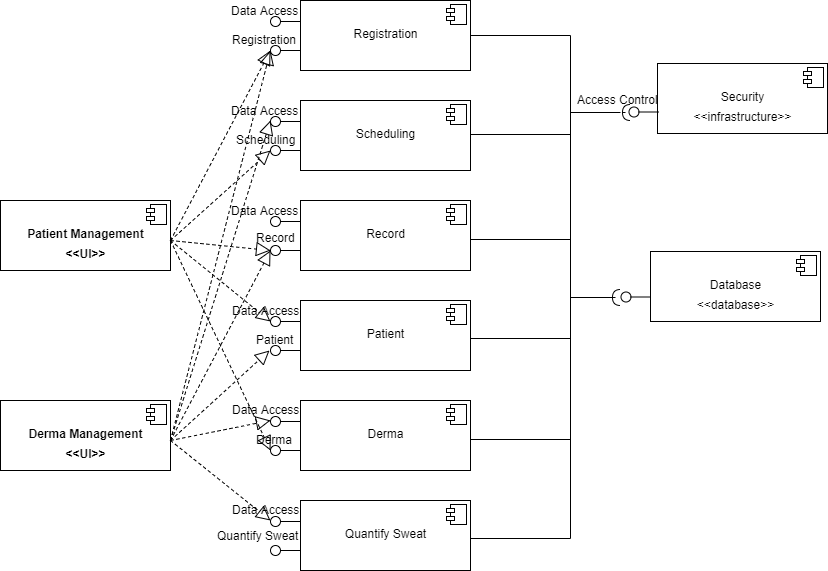 Data Access
Registration
Registration
Data Access
Scheduling
Scheduling
Data Access
Record
Record
Data Access
Patient
Patient
Data Access
Derma
Derma
Data Access
Quantify Sweat
Quantify Sweat
Patient Management
<<UI>>
Derma Management
<<UI>>
Access Control
Security
<<infrastructure>>
Database
<<database>>